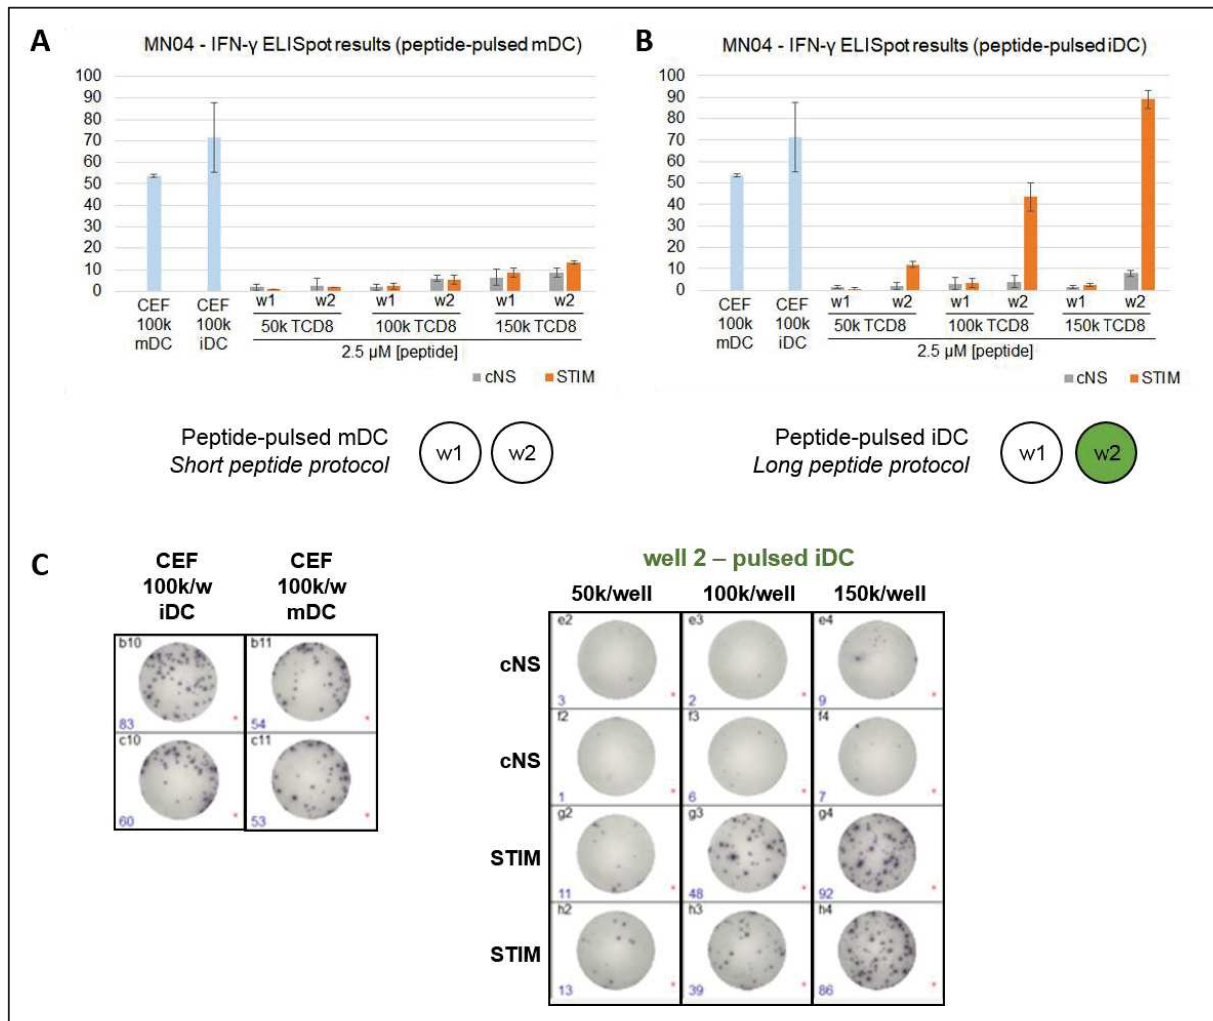 A
MN04 - IFN-γ ELISpot results (peptide-pulsed mDC)
100
90
80
70
60
50
40
30
20
10
0
CEF 100k mDC
CEF 100k iDC
w1 w2 w1 w2 w1 w2
50k TCD8 100k TCD8 150k TCD8
2.5 µM [peptide]
cNS STIM
B
MN04 - IFN-γ ELISpot results (peptide-pulsed iDC)
100
90
80
70
60
50
40
30
20
10
0
CEF 100k mDC
CEF 100k iDC
w1 w2 w1 w2 w1 w2
50k TCD8 100k TCD8 150k TCD8
2.5 µM [peptide]
cNS STIM
Peptide-pulsed mDC
Short peptide protocol
w1 w2
Peptide-pulsed iDC
Long peptide protocol
w1 w2
C
CEF CEF
100k/w 100k/w
iDC mDC
b10 b11
83 54
c10 c11
60 53
well 2 – pulsed iDC
50k/well 100k/well 150k/well
e2 e3 e4
cNS
3 2 9
f2 f3 f4
cNS
1 6 7
g2 g3 g4
STIM
11 48 92
h2 h3 h4
STIM
13 39 86